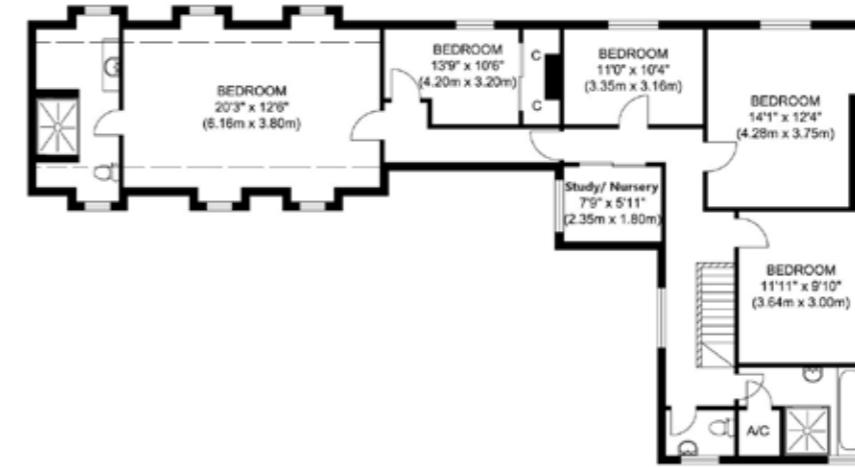 BEDROOM
20'3" x 12'6"
(6.16m x 3.80m)
BEDROOM
13'9" x 10'6"
(4.20m x 3.20m)
C
C
BEDROOM
11'0" x 10'4"
(3.35m x 3.16m)
BEDROOM
14'1" x 12'4"
(4.28m x 3.75m)
Study/ Nursery
7'9" x 5'11"
(2.35m x 1.80m)
BEDROOM
11'11" x 9'10"
(3.64m x 3.00m)
A/C